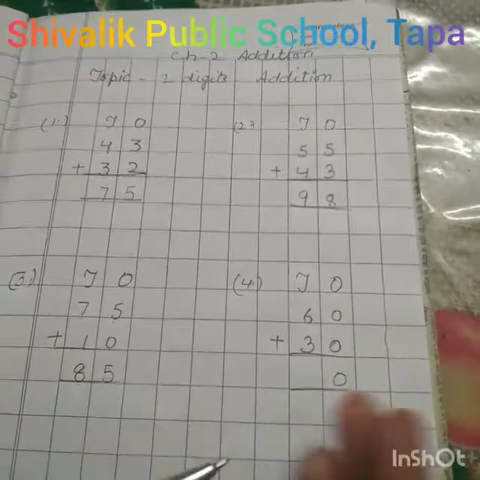 Shivalik Public School, Tapa
Ch-2 Addition
Topic - 2 digits Addition
(1.) T O (2.) T O
4 3 5 5
+ 3 2 + 4 3
7 5 9 8
(3.) T O (4.) T O
7 5 6 0
+ 1 0 + 3 0
8 5 0
InShOt